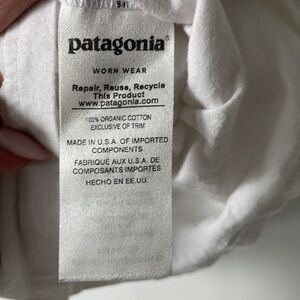 patagonia®
WORN WEAR
Repair, Reuse, Recycle
This Product
www.patagonia.com
100% ORGANIC COTTON
EXCLUSIVE OF TRIM
MADE IN U.S.A. OF IMPORTED
COMPONENTS
FABRIQUÉ AUX U.S.A. DE
COMPOSANTS IMPORTÉS
HECHO EN EE.UU.